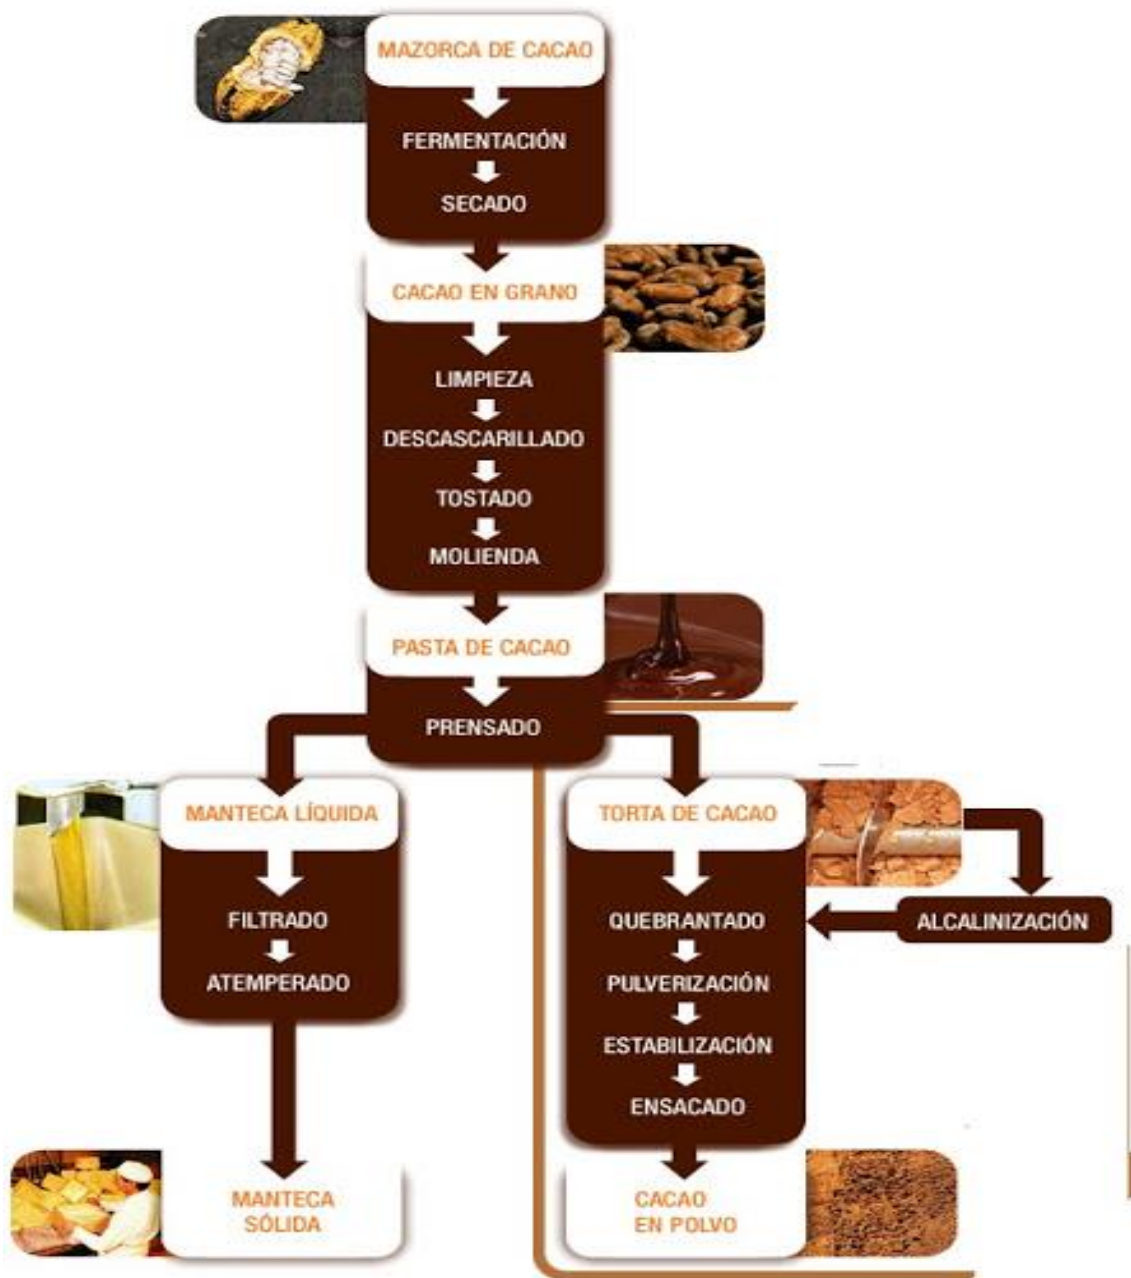 MAZORCA DE CACAO
FERMENTACIÓN
SECADO
CACAO EN GRANO
LIMPIEZA
DESCASCARILLADO
TOSTADO
MOLIENDA
PASTA DE CACAO
PRENSADO
MANTECA LÍQUIDA
FILTRADO
ATEMPERADO
MANTECA
SÓLIDA
TORTA DE CACAO
ALCALINIZACIÓN
QUEBRANTADO
PULVERIZACIÓN
ESTABILIZACIÓN
ENSACADO
CACAO
EN POLVO